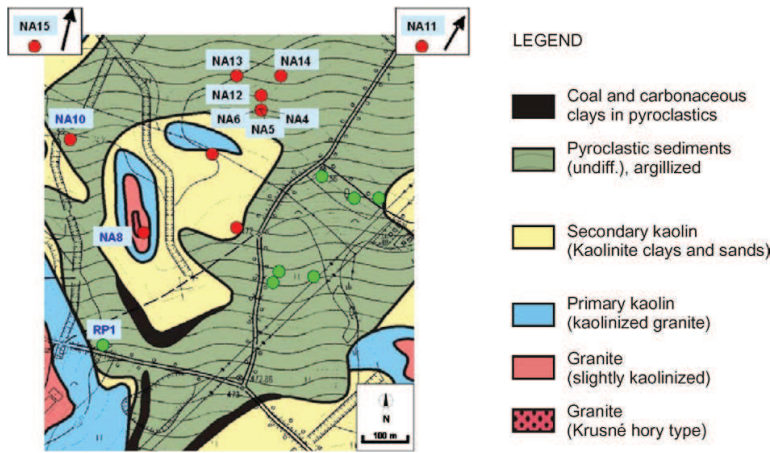 NA15
NA11
NA13
NA14
NA12
NA10
NA6
NA4
NA5
NA8
RP1
N
100 m
LEGEND
Coal and carbonaceous
clays in pyroclastics
Pyroclastic sediments
(undiff.), argillized
Secondary kaolin
(Kaolinite clays and sands)
Primary kaolin
(kaolinized granite)
Granite
(slightly kaolinized)
Granite
(Krusné hory type)